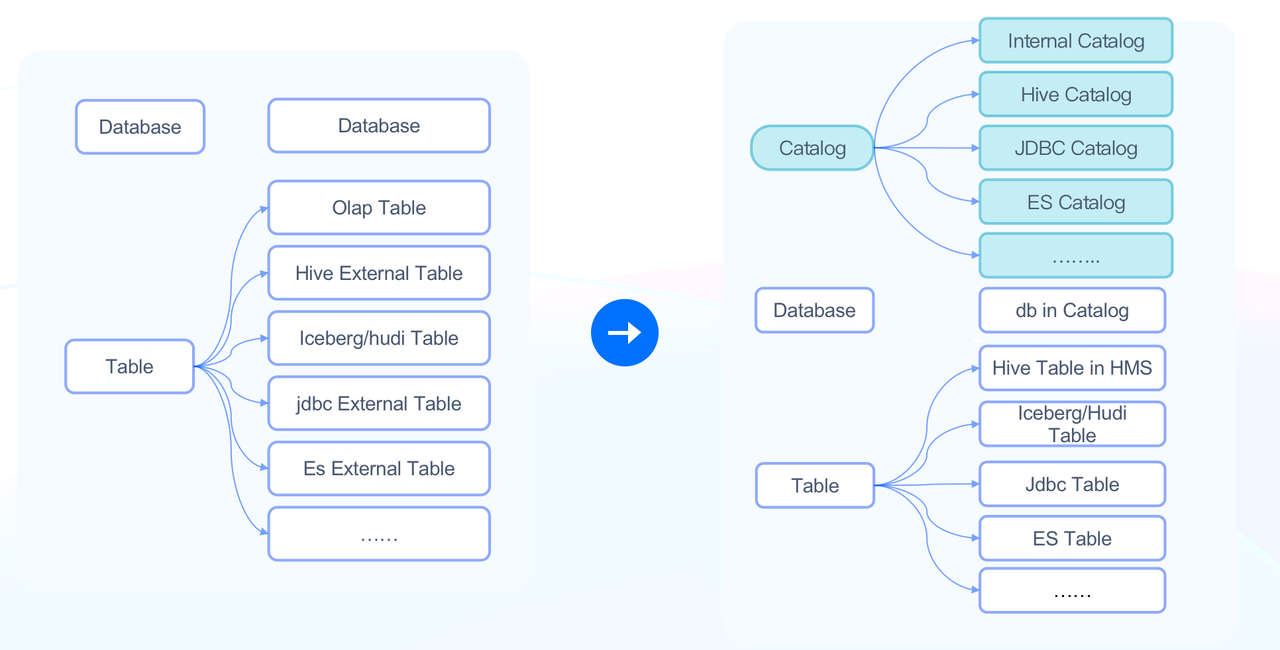 Database
Database
Olap Table
Hive External Table
Iceberg/hudi Table
Table
jdbc External Table
Es External Table
......
Internal Catalog
Hive Catalog
Catalog
JDBC Catalog
ES Catalog
........
Database
db in Catalog
Hive Table in HMS
Iceberg/Hudi
Table
Table
Jdbc Table
ES Table
......